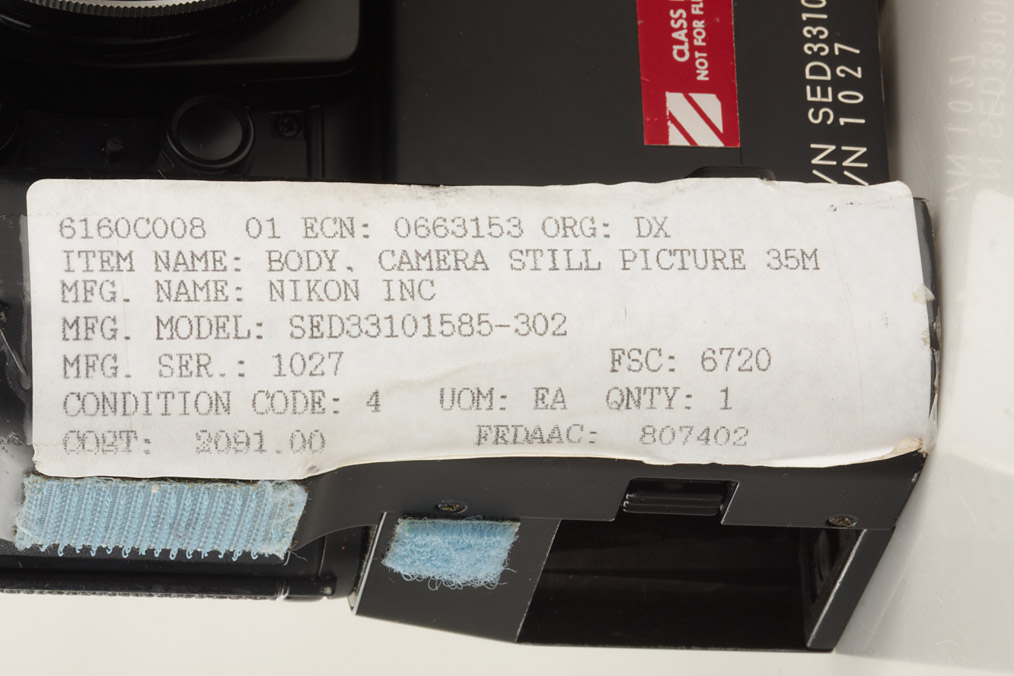 6160C008 01 ECN: 0663153 ORG: DX
ITEM NAME: BODY, CAMERA STILL PICTURE 35M
MFG. NAME: NIKON INC
MFG. MODEL: SED33101585-302
MFG. SER.: 1027 FSC: 6720
CONDITION CODE: 4 UOM: EA QNTY: 1
COST: 2091.00 FRDAAC: 807402
CLASS
NOT FOR
/N SED3310
/N 1027